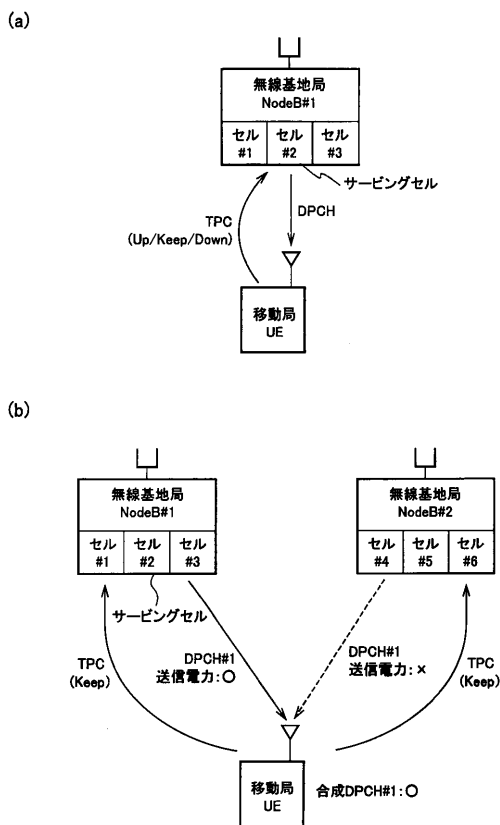 (a)
無線基地局
NodeB#1
セル
#1
セル
#2
セル
#3
サービングセル
TPC
(Up/Keep/Down)
DPCH
移動局
UE
(b)
無線基地局
NodeB#1
セル
#1
セル
#2
セル
#3
サービングセル
無線基地局
NodeB#2
セル
#4
セル
#5
セル
#6
TPC
(Keep)
DPCH#1
送信電力:○
DPCH#1
送信電力:×
TPC
(Keep)
移動局
UE
合成DPCH#1:○